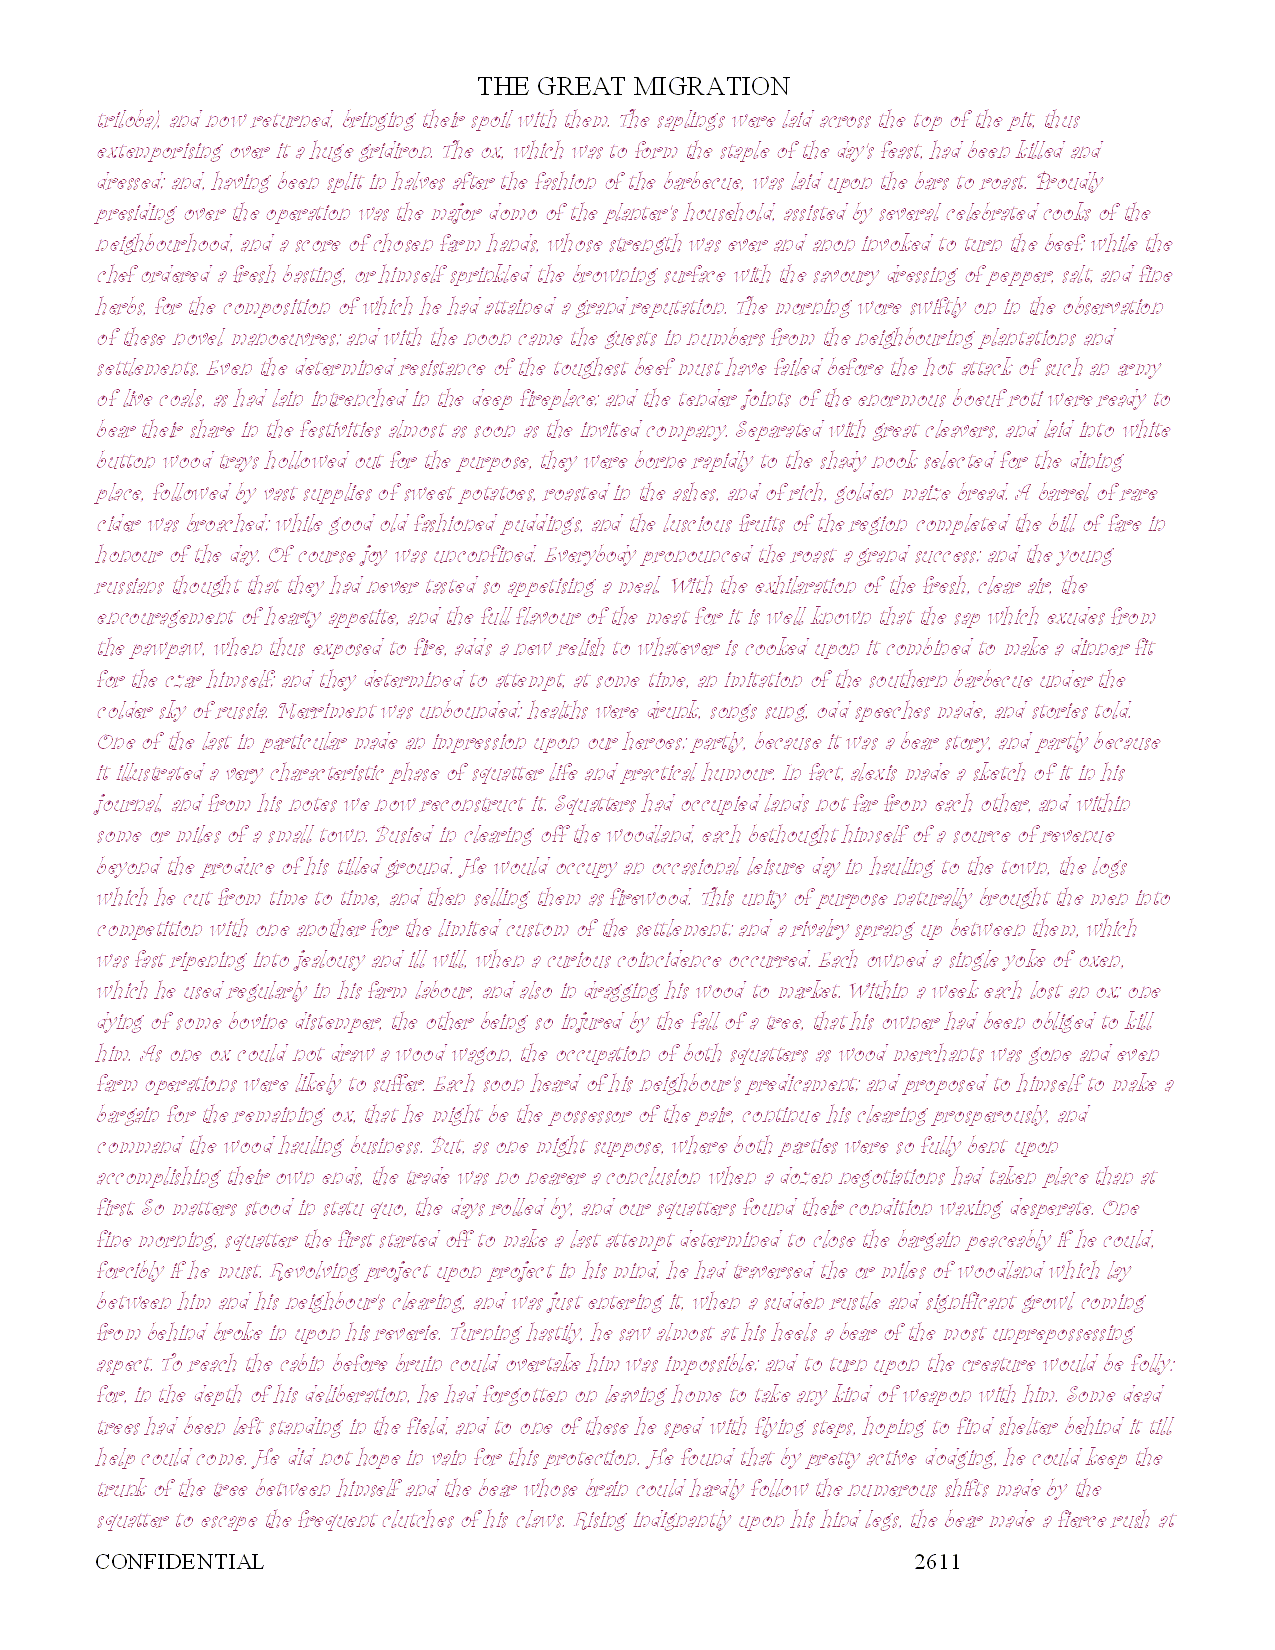 THE GREAT MIGRATION
triloba), and now returned, bringing their spoil with them. The saplings were laid across the top of the pit, thus
extemporising over it a huge gridiron. The ox, which was to form the staple of the day's feast, had been killed and
dressed; and, having been split in halves after the fashion of the barbecue, was laid upon the bars to roast. Proudly
presiding over the operation was the major domo of the planter's household, assisted by several celebrated cooks of the
neighbourhood, and a score of chosen farm hands, whose strength was ever and anon invoked to turn the beef; while the
chef ordered a fresh basting, or himself sprinkled the browning surface with the savoury dressing of pepper, salt, and fine
herbs, for the composition of which he had attained a grand reputation. The morning wore swiftly on in the observation
of these novel manoeuvres; and with the noon came the guests in numbers from the neighbouring plantations and
settlements. Even the determined resistance of the toughest beef must have failed before the hot attack of such an army
of live coals, as had lain intrenched in the deep fireplace; and the tender joints of the enormous boeuf roti were ready to
bear their share in the festivities almost as soon as the invited company. Separated with great cleavers, and laid into white
button wood trays hollowed out for the purpose, they were borne rapidly to the shady nook selected for the dining
place, followed by vast supplies of sweet potatoes, roasted in the ashes, and of rich, golden maize bread. A barrel of rare
cider was broached; while good old fashioned puddings, and the luscious fruits of the region completed the bill of fare in
honour of the day. Of course joy was unconfined. Everybody pronounced the roast a grand success; and the young
russians thought that they had never tasted so appetising a meal. With the exhilaration of the fresh, clear air, the
encouragement of hearty appetite, and the full flavour of the meat for it is well known that the sap which exudes from
the pawpaw, when thus exposed to fire, adds a new relish to whatever is cooked upon it combined to make a dinner fit
for the czar himself; and they determined to attempt, at some time, an imitation of the southern barbecue under the
colder sky of russia. Merriment was unbounded; healths were drunk, songs sung, odd speeches made, and stories told.
One of the last in particular made an impression upon our heroes; partly, because it was a bear story, and partly because
it illustrated a very characteristic phase of squatter life and practical humour. In fact, alexis made a sketch of it in his
journal, and from his notes we now reconstruct it. Squatters had occupied lands not far from each other, and within
some or miles of a small town. Busied in clearing off the woodland, each bethought himself of a source of revenue
beyond the produce of his tilled ground. He would occupy an occasional leisure day in hauling to the town, the logs
which he cut from time to time, and then selling them as firewood. This unity of purpose naturally brought the men into
competition with one another for the limited custom of the settlement; and a rivalry sprang up between them, which
was fast ripening into jealousy and ill will, when a curious coincidence occurred. Each owned a single yoke of oxen,
which he used regularly in his farm labour, and also in dragging his wood to market. Within a week each lost an ox; one
dying of some bovine distemper, the other being so injured by the fall of a tree, that his owner had been obliged to kill
him. As one ox could not draw a wood wagon, the occupation of both squatters as wood merchants was gone and even
farm operations were likely to suffer. Each soon heard of his neighbour's predicament; and proposed to himself to make a
bargain for the remaining ox, that he might be the possessor of the pair, continue his clearing prosperously, and
command the wood hauling business. But, as one might suppose, where both parties were so fully bent upon
accomplishing their own ends, the trade was no nearer a conclusion when a dozen negotiations had taken place than at
first. So matters stood in statu quo, the days rolled by, and our squatters found their condition waxing desperate. One
fine morning, squatter the first started off to make a last attempt determined to close the bargain peaceably if he could,
forcibly if he must. Revolving project upon project in his mind, he had traversed the or miles of woodland which lay
between him and his neighbour's clearing, and was just entering it, when a sudden rustle and significant growl coming
from behind broke in upon his reverie. Turning hastily, he saw almost at his heels a bear of the most unprepossessing
aspect. To reach the cabin before bruin could overtake him was impossible; and to turn upon the creature would be folly;
for, in the depth of his deliberation, he had forgotten on leaving home to take any kind of weapon with him. Some dead
trees had been left standing in the field, and to one of these he sped with flying steps, hoping to find shelter behind it till
help could come. He did not hope in vain for this protection. He found that by pretty active dodging, he could keep the
trunk of the tree between himself and the bear whose brain could hardly follow the numerous shifts made by the
squatter to escape the frequent clutches of his claws. Rising indignantly upon his hind legs, the bear made a fierce rush at
CONFIDENTIAL 2611